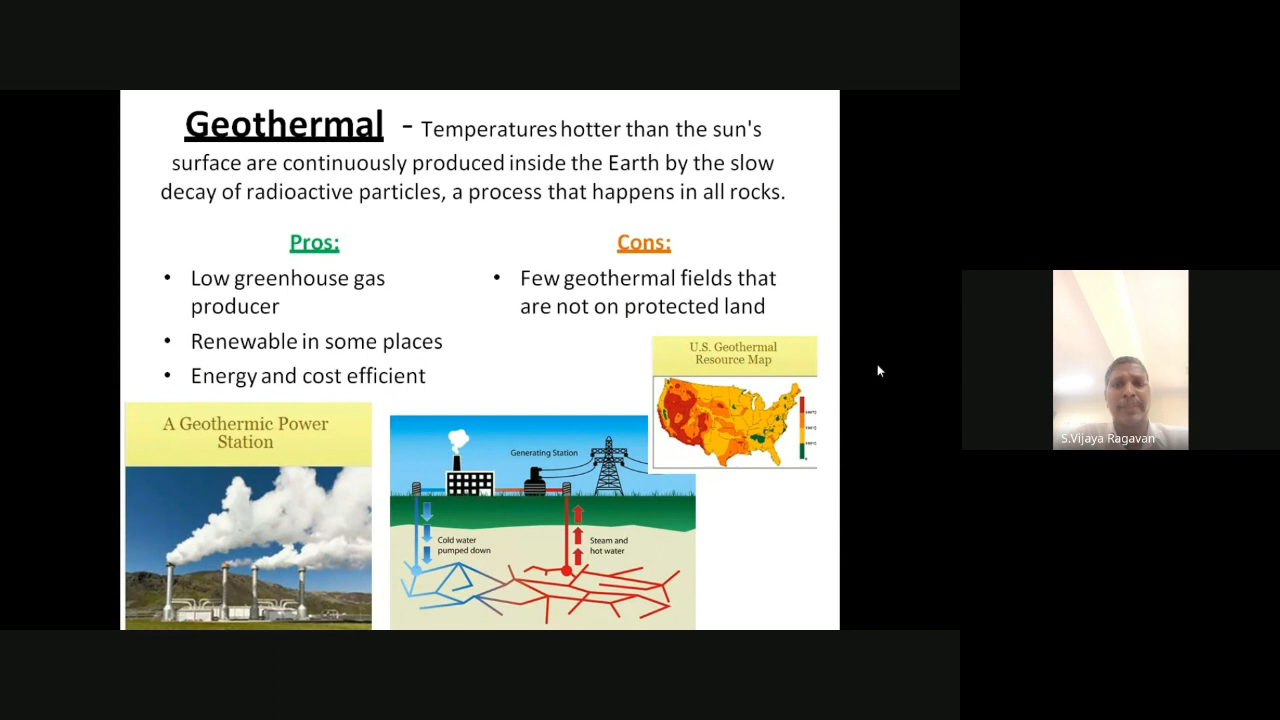 Geothermal - Temperatures hotter than the sun's
surface are continuously produced inside the Earth by the slow
decay of radioactive particles, a process that happens in all rocks.
Pros:
• Low greenhouse gas
producer
• Renewable in some places
• Energy and cost efficient
Cons:
• Few geothermal fields that
are not on protected land
U.S. Geothermal
Resource Map
A Geothermic Power
Station
Generating Station
Cold water
pumped down
Steam and
hot water
S.Vijaya Ragavan